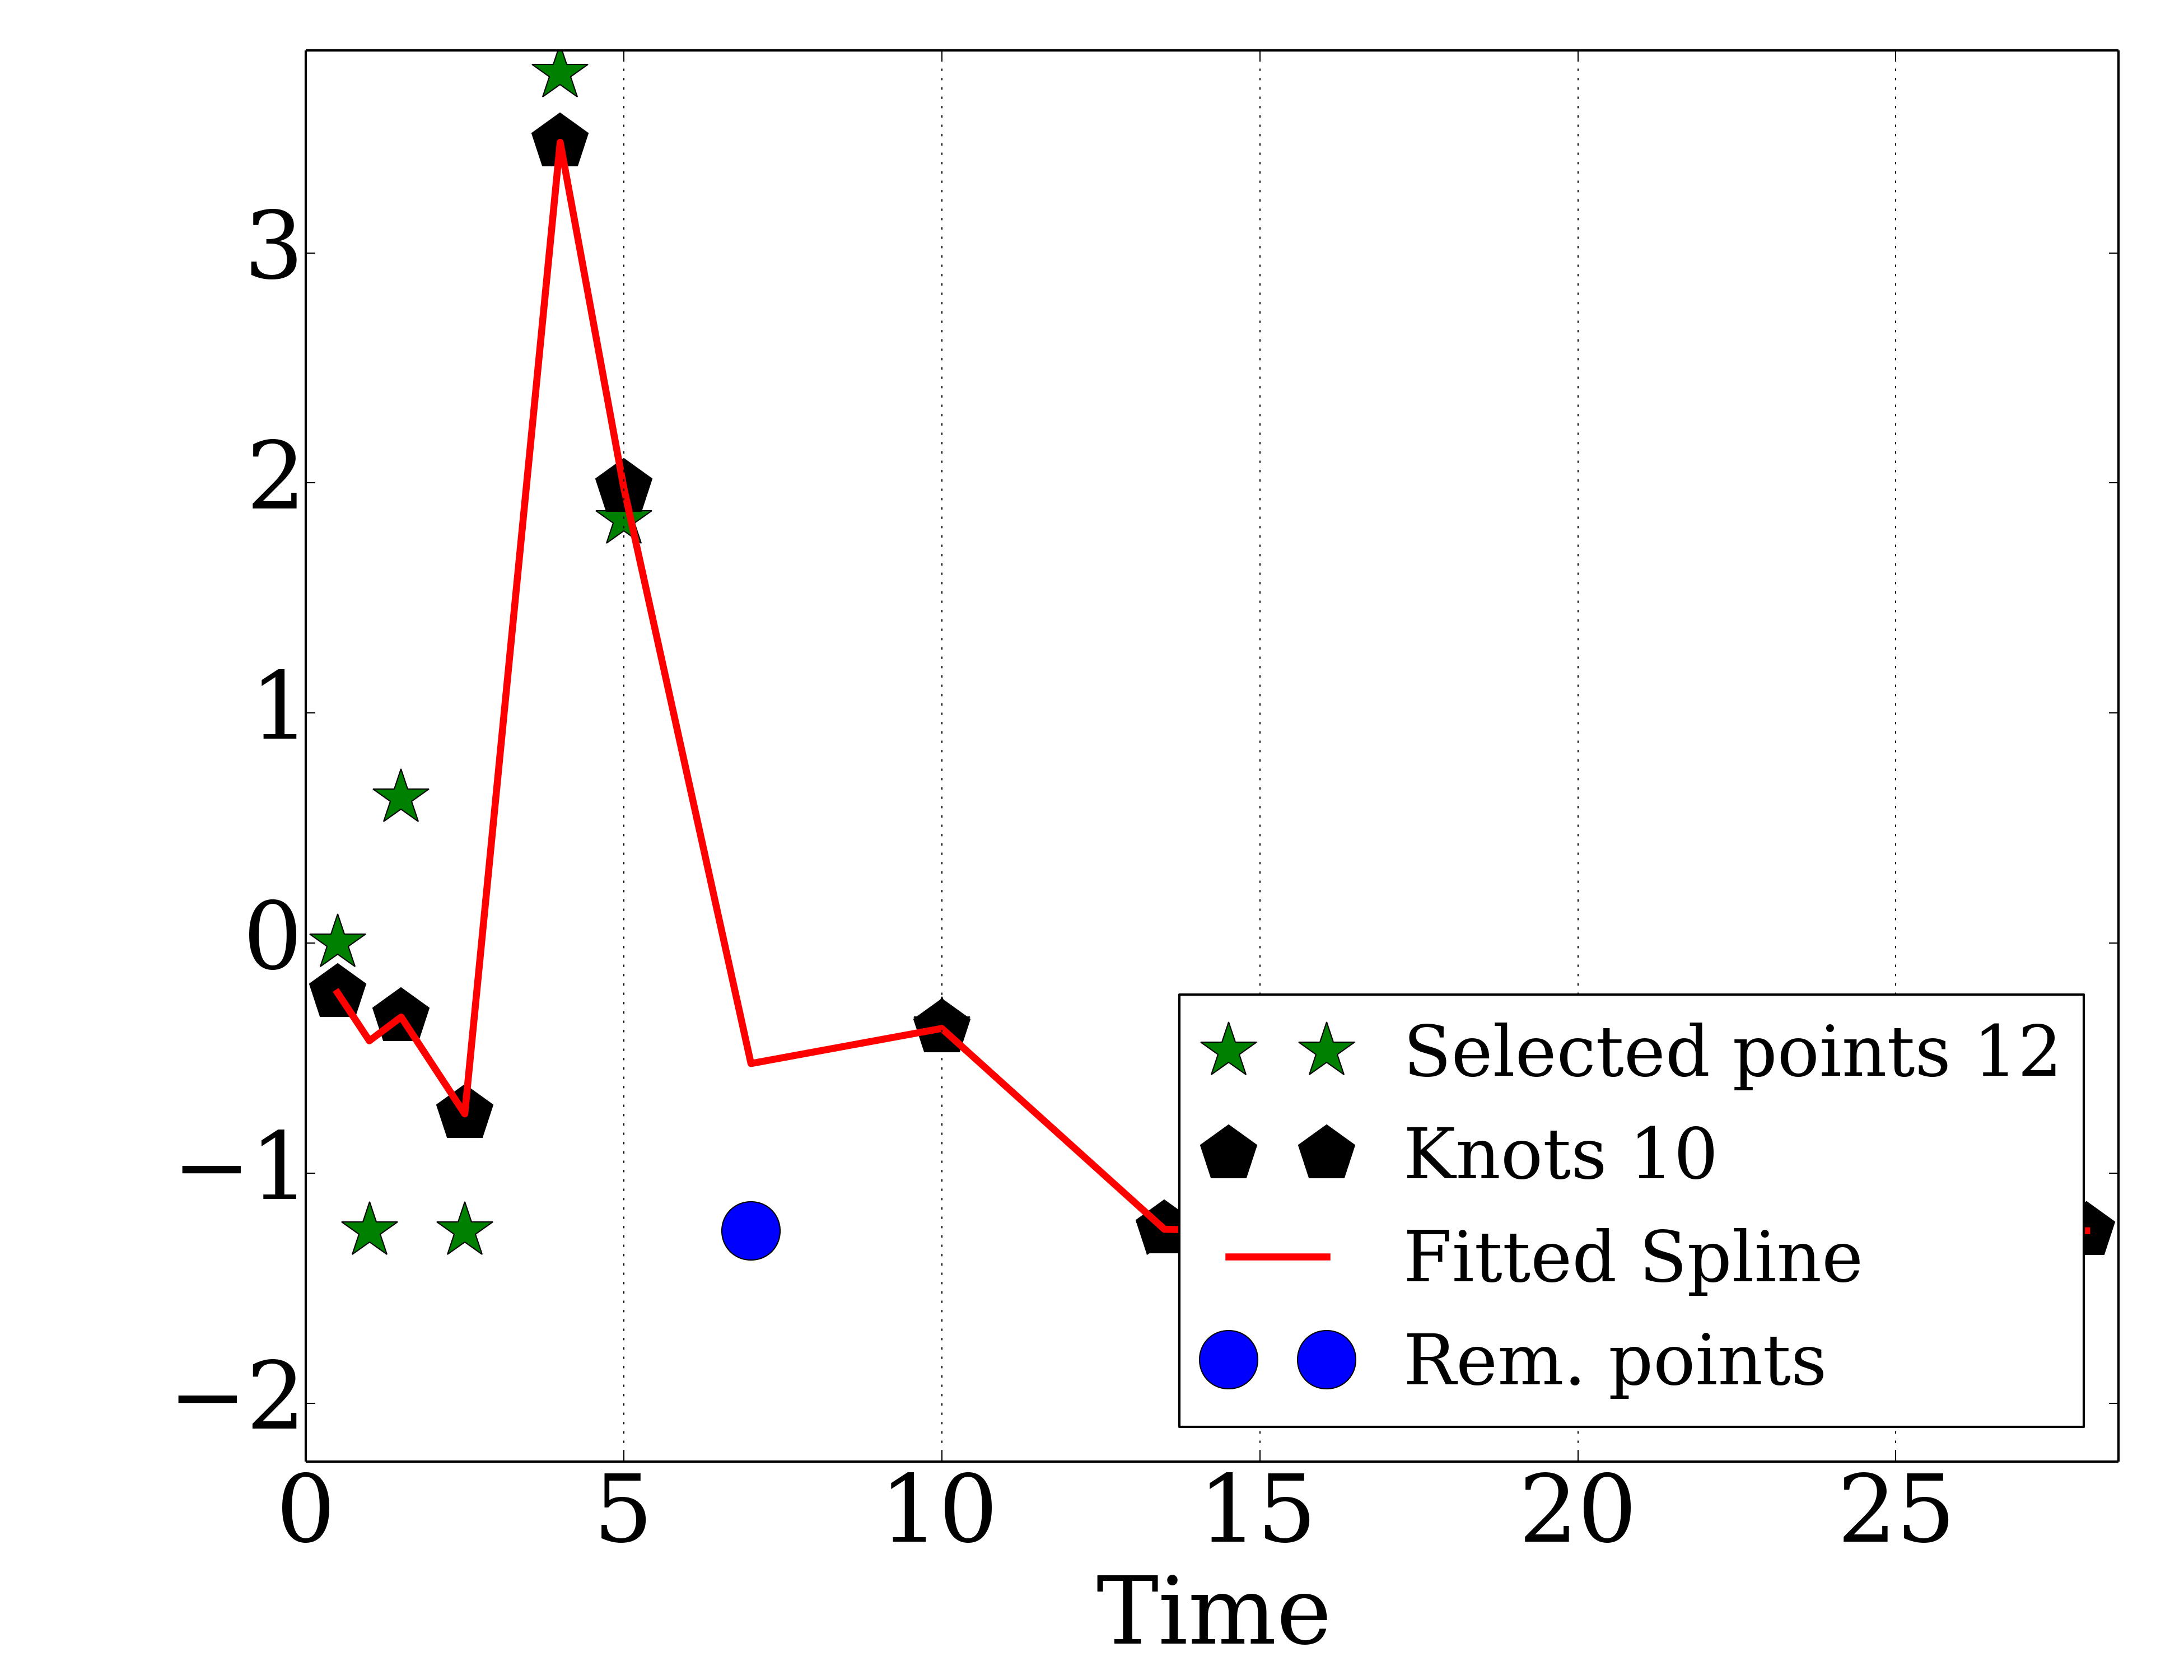 3
2
1
0
−1
−2
Selected points 12
Knots 10
Fitted Spline
Rem. points
0 5 10 15 20 25
Time